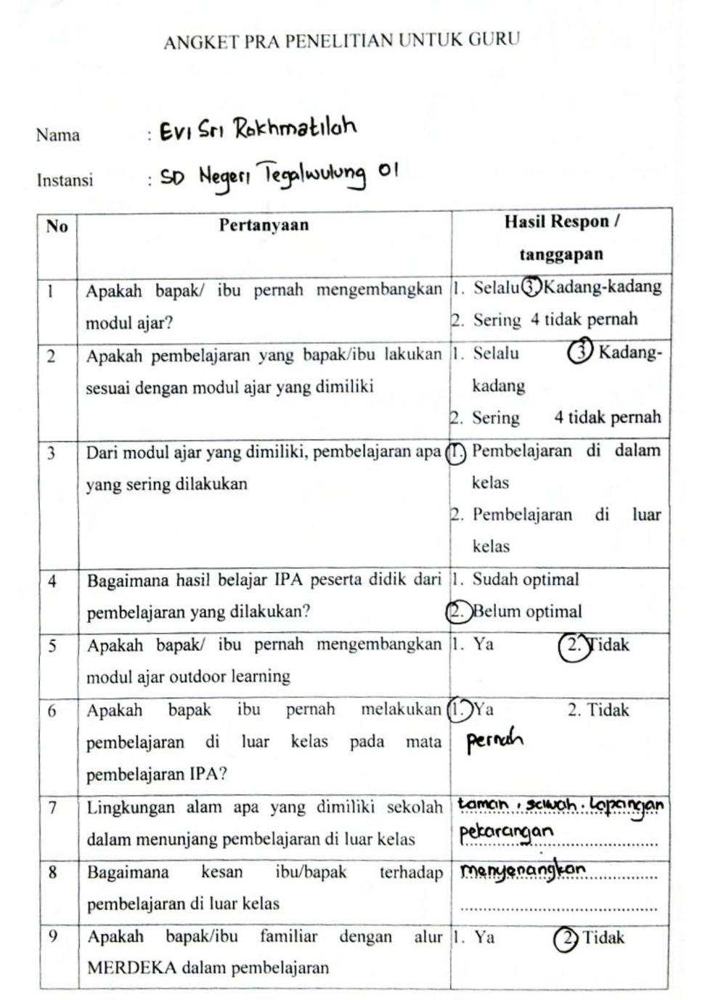 ANGKET PRA PENELITIAN UNTUK GURU
Nama : Evi Sri Rokhmatilah
Instansi : SD Negeri Tegalwulung 01
No Pertanyaan Hasil Respon /
tanggapan
1 Apakah bapak/ ibu pernah mengembangkan 1. Selalu 3. Kadang-kadang
modul ajar? 2. Sering 4 tidak pernah
2 Apakah pembelajaran yang bapak/ibu lakukan 1. Selalu 3 Kadang-
sesuai dengan modul ajar yang dimiliki kadang
2. Sering 4 tidak pernah
3 Dari modul ajar yang dimiliki, pembelajaran apa 1. Pembelajaran di dalam
yang sering dilakukan kelas
2. Pembelajaran di luar
kelas
4 Bagaimana hasil belajar IPA peserta didik dari 1. Sudah optimal
pembelajaran yang dilakukan? 2. Belum optimal
5 Apakah bapak/ ibu pernah mengembangkan 1. Ya 2. Tidak
modul ajar outdoor learning
6 Apakah bapak ibu pernah melakukan 1. Ya 2. Tidak
pembelajaran di luar kelas pada mata pernah
pembelajaran IPA?
7 Lingkungan alam apa yang dimiliki sekolah taman, sawah. lapangan
dalam menunjang pembelajaran di luar kelas pekarangan
8 Bagaimana kesan ibu/bapak terhadap menyenangkan
pembelajaran di luar kelas
9 Apakah bapak/ibu familiar dengan alur 1. Ya 2 Tidak
MERDEKA dalam pembelajaran